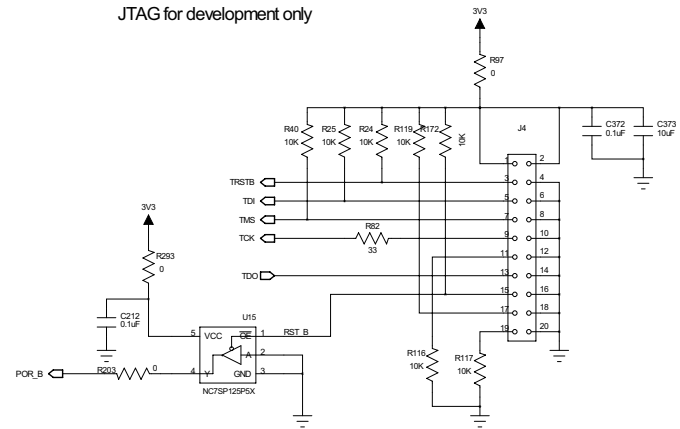 JTAG for development only
3V3
R97
0
R40
10K
R25
10K
R24
10K
R119
10K
R172
10K
J4
C372
0.1uF
C373
10uF
1
2
TRSTB
3
4
TDI
5
6
TMS
7
8
TCK
R82
33
9
10
11
12
TDO
13
14
15
16
17
18
19
20
3V3
R293
0
C212
0.1uF
U15
5
VCC
OE
1
RST_B
A
2
POR_B
R203
0
4
Y
GND
3
NC7SP125P5X
R116
10K
R117
10K